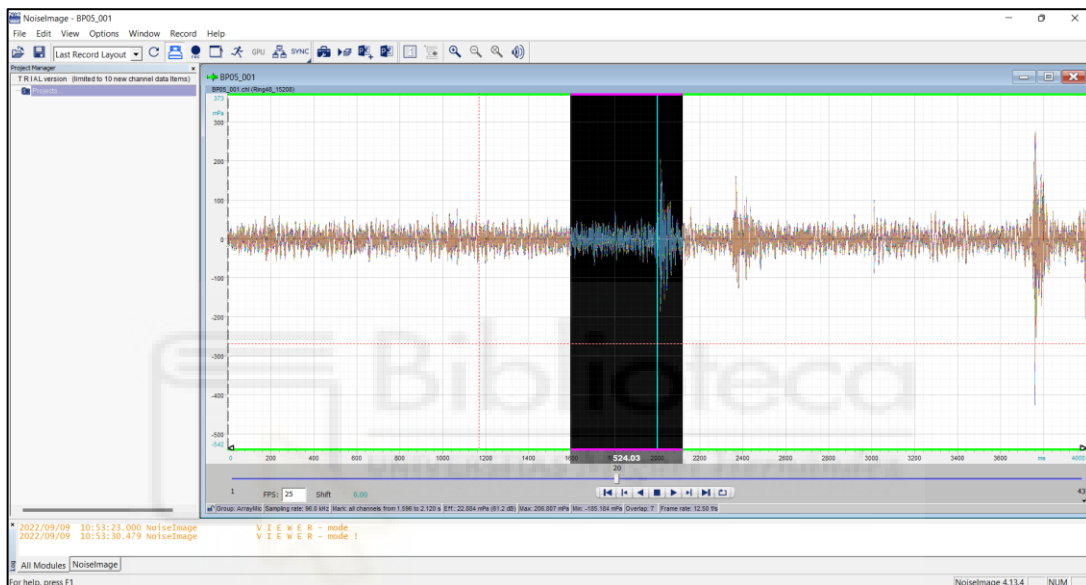 NoiseImage - BP05_001
File Edit View Options Window Record Help
Last Record Layout GPU SYNC
Project Manager
TRIAL version (limited to 10 new channel data items)
Projects
BP05_001
BP05_001.chl (Ring48_15208)
373
mPa
300
200
100
0
-100
-200
-300
-400
-500
-542
0 200 400 600 800 1000 1200 1400 1600 524.03 2000 2200 2400 2600 2800 3000 3200 3400 3600 ms 4000
20
1 FPS: 25 Shift 0.00 43
Group: ArrayMic Sampling rate: 96.0 kHz Mark: all channels from 1.596 to 2.120 s Eff: 22.884 mPa (61.2 dB) Max: 206.807 mPa Min: -185.184 mPa Overlap: 7 Frame rate: 12.50 f/s
2022/09/09 10:53:23.000 NoiseImage V I E W E R - mode
2022/09/09 10:53:30.479 NoiseImage V I E W E R - mode !
Log
All Modules NoiseImage
For help, press F1 NoiseImage 4.13.4 NUM
Biblioteca